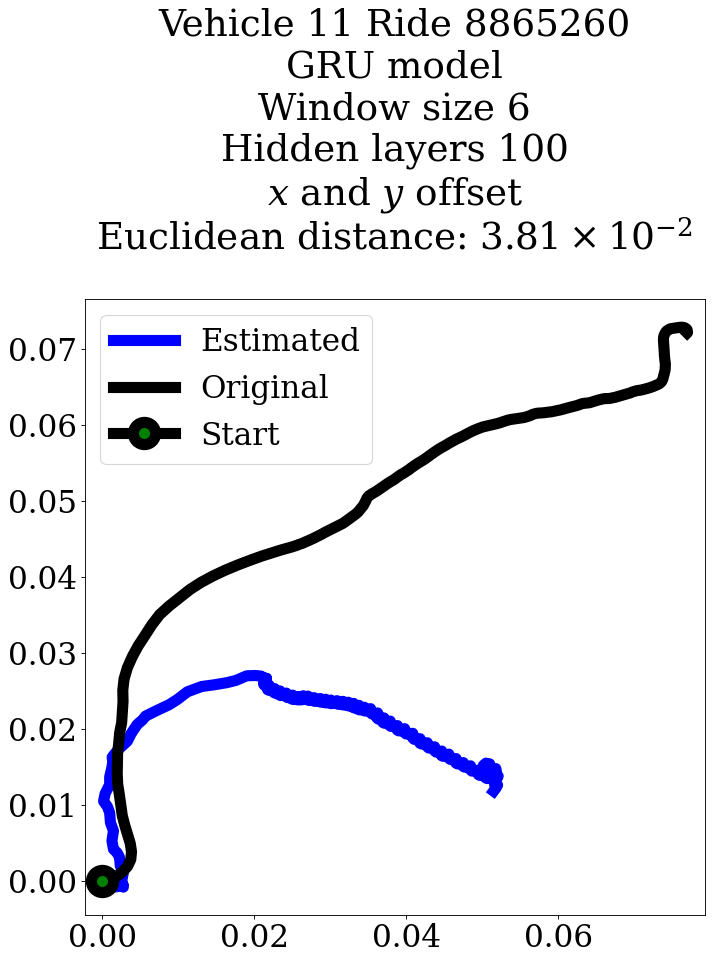 Vehicle 11 Ride 8865260
GRU model
Window size 6
Hidden layers 100
x and y offset
Euclidean distance: 3.81 × 10⁻²
Estimated
Original
Start
0.07
0.06
0.05
0.04
0.03
0.02
0.01
0.00
0.00 0.02 0.04 0.06